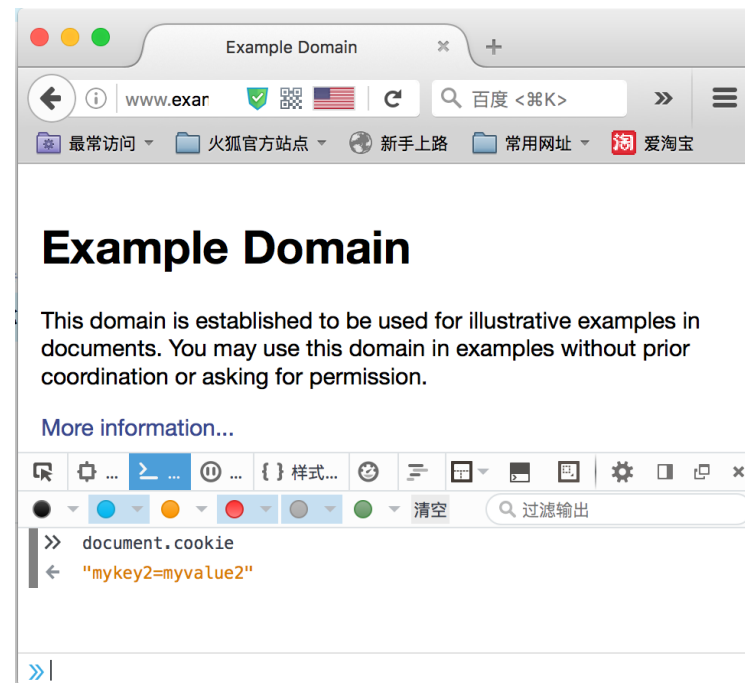 Example Domain
www.exar
百度 <⌘K>
最常访问 火狐官方站点 新手上路 常用网址 淘 爱淘宝
Example Domain
This domain is established to be used for illustrative examples in
documents. You may use this domain in examples without prior
coordination or asking for permission.
More information...
... ... { } 样式...
清空 过滤输出
document.cookie
"mykey2=myvalue2"